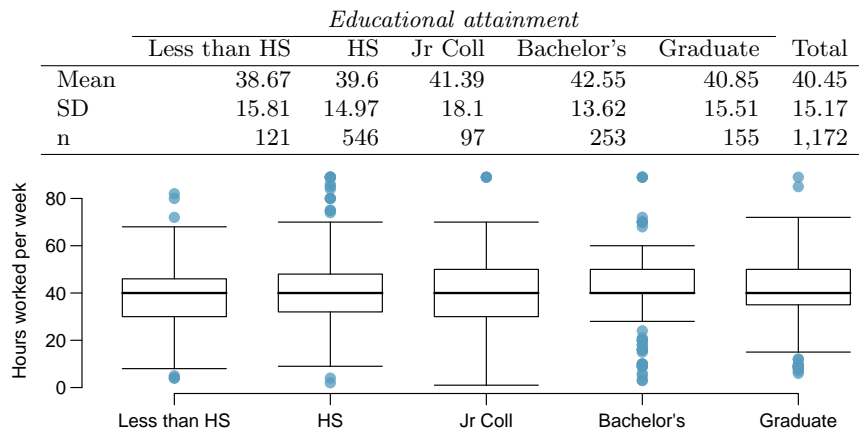 Educational attainment
Less than HS HS Jr Coll Bachelor's Graduate Total
Mean 38.67 39.6 41.39 42.55 40.85 40.45
SD 15.81 14.97 18.1 13.62 15.51 15.17
n 121 546 97 253 155 1,172
Hours worked per week
80
60
40
20
0
Less than HS HS Jr Coll Bachelor's Graduate